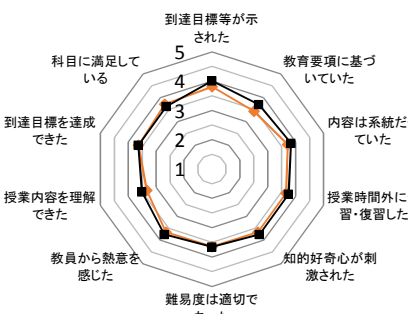 到達目標等が示
された
教育要項に基づ
いていた
内容は系統だ
ていた
授業時間外に
習・復習した
知的好奇心が刺
激された
難易度は適切で
教員から熱意を
感じた
授業内容を理解
できた
到達目標を達成
できた
科目に満足して
いる
5
4
3
2
1